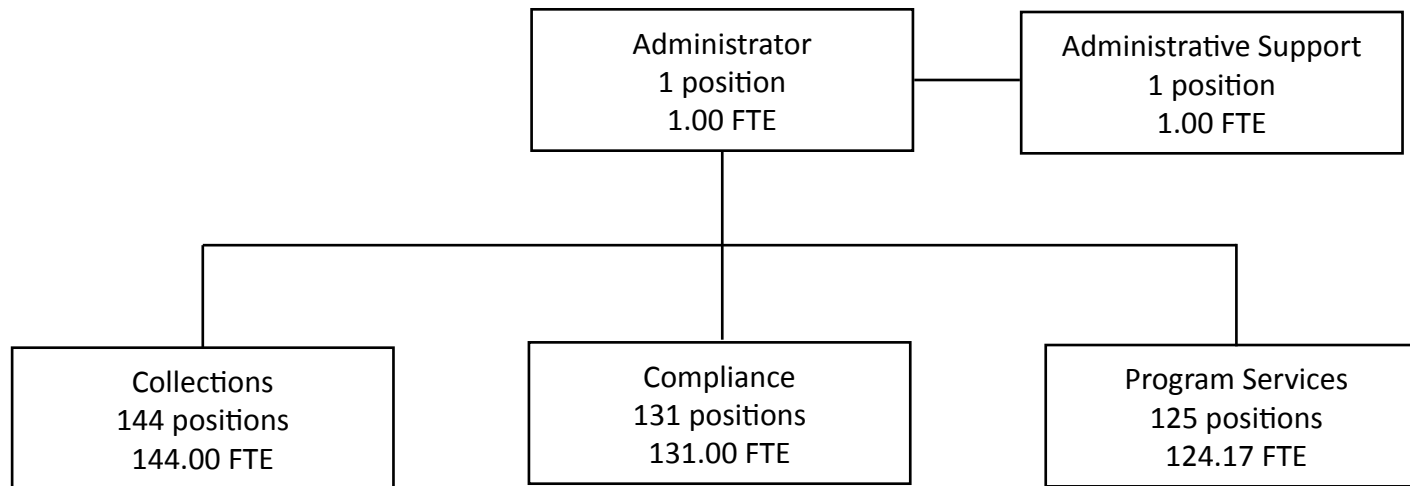 Administrator
1 position
1.00 FTE
Administrative Support
1 position
1.00 FTE
Collections
144 positions
144.00 FTE
Compliance
131 positions
131.00 FTE
Program Services
125 positions
124.17 FTE